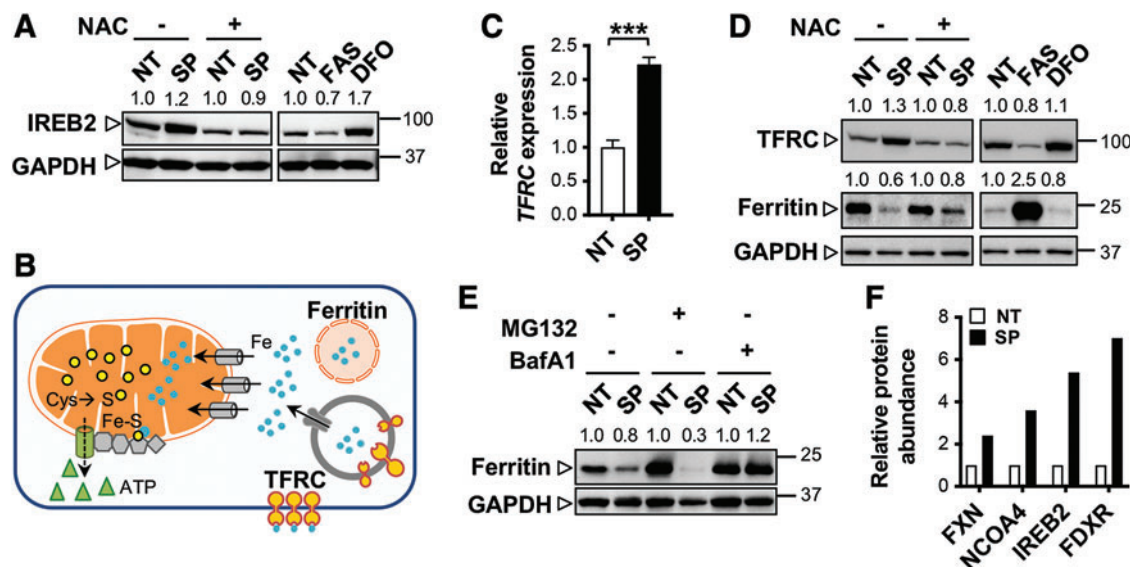 A
NAC - +
NT SP NT SP NT FAS DFO
1.0 1.2 1.0 0.9 1.0 0.7 1.7
IREB2 100
GAPDH 37
B
Ferritin
Fe
Cys S
Fe-S
ATP
TFRC
C
***
Relative
TFRC expression
2.5
2.0
1.5
1.0
0.5
0.0
NT SP
D
NAC - +
NT SP NT SP NT FAS DFO
1.0 1.3 1.0 0.8 1.0 0.8 1.1
TFRC 100
1.0 0.6 1.0 0.8 1.0 2.5 0.8
Ferritin 25
GAPDH 37
E
MG132 - + -
BafA1 - - +
NT SP NT SP NT SP
1.0 0.8 1.0 0.3 1.0 1.2
Ferritin 25
GAPDH 37
F
NT
SP
Relative protein
abundance
8
6
4
2
0
FXN NCOA4 IREB2 FDXR